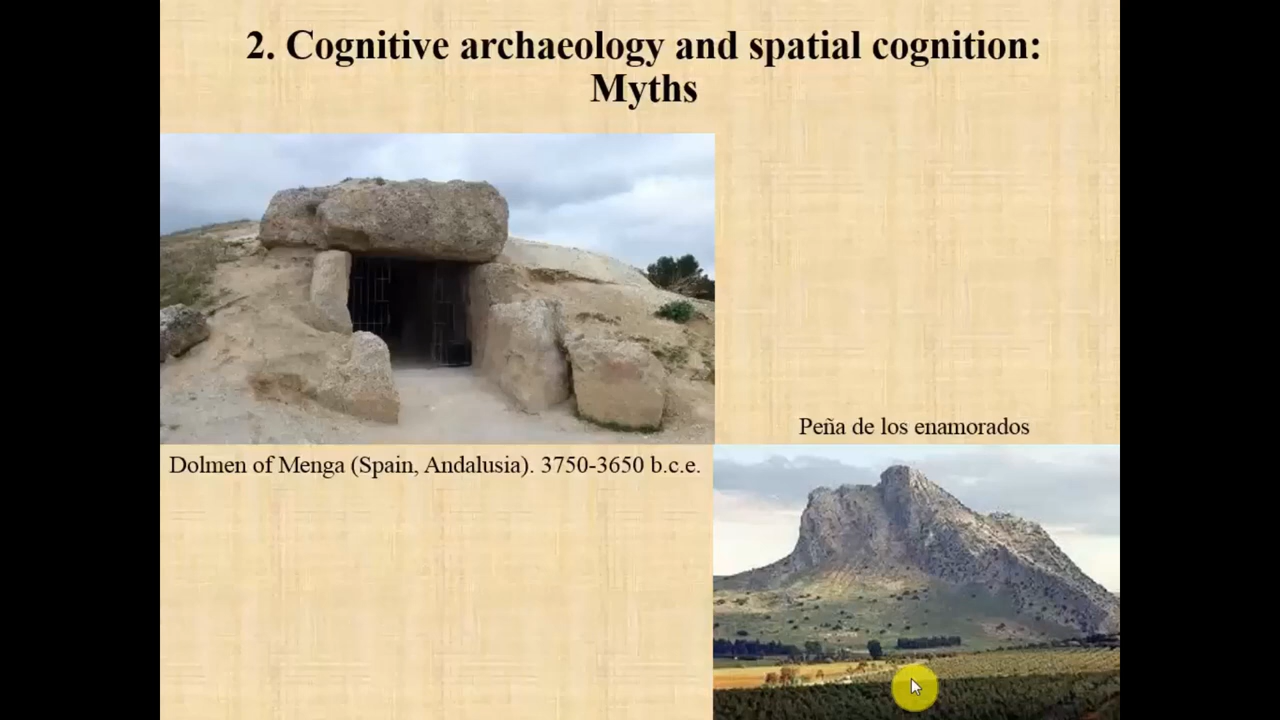 2. Cognitive archaeology and spatial cognition:
Myths
Peña de los enamorados
Dolmen of Menga (Spain, Andalusia). 3750-3650 b.c.e.